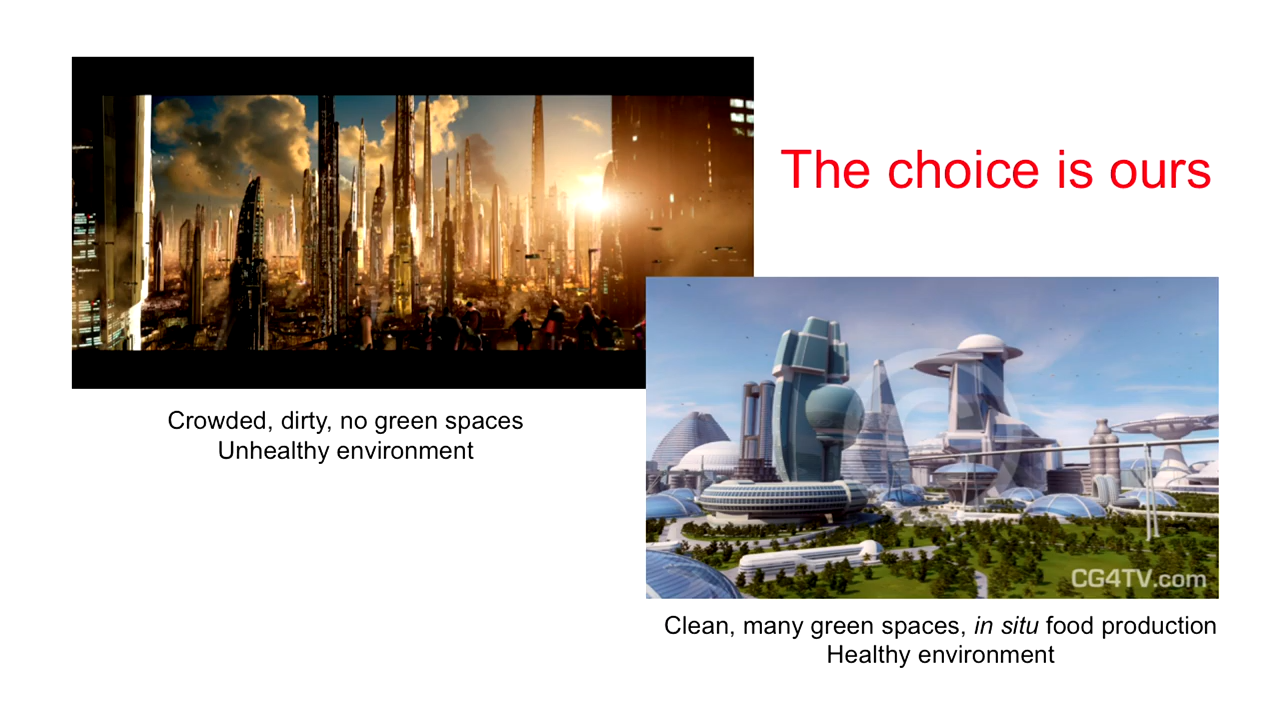 The choice is ours
Crowded, dirty, no green spaces
Unhealthy environment
CG4TV.com
Clean, many green spaces, in situ food production
Healthy environment